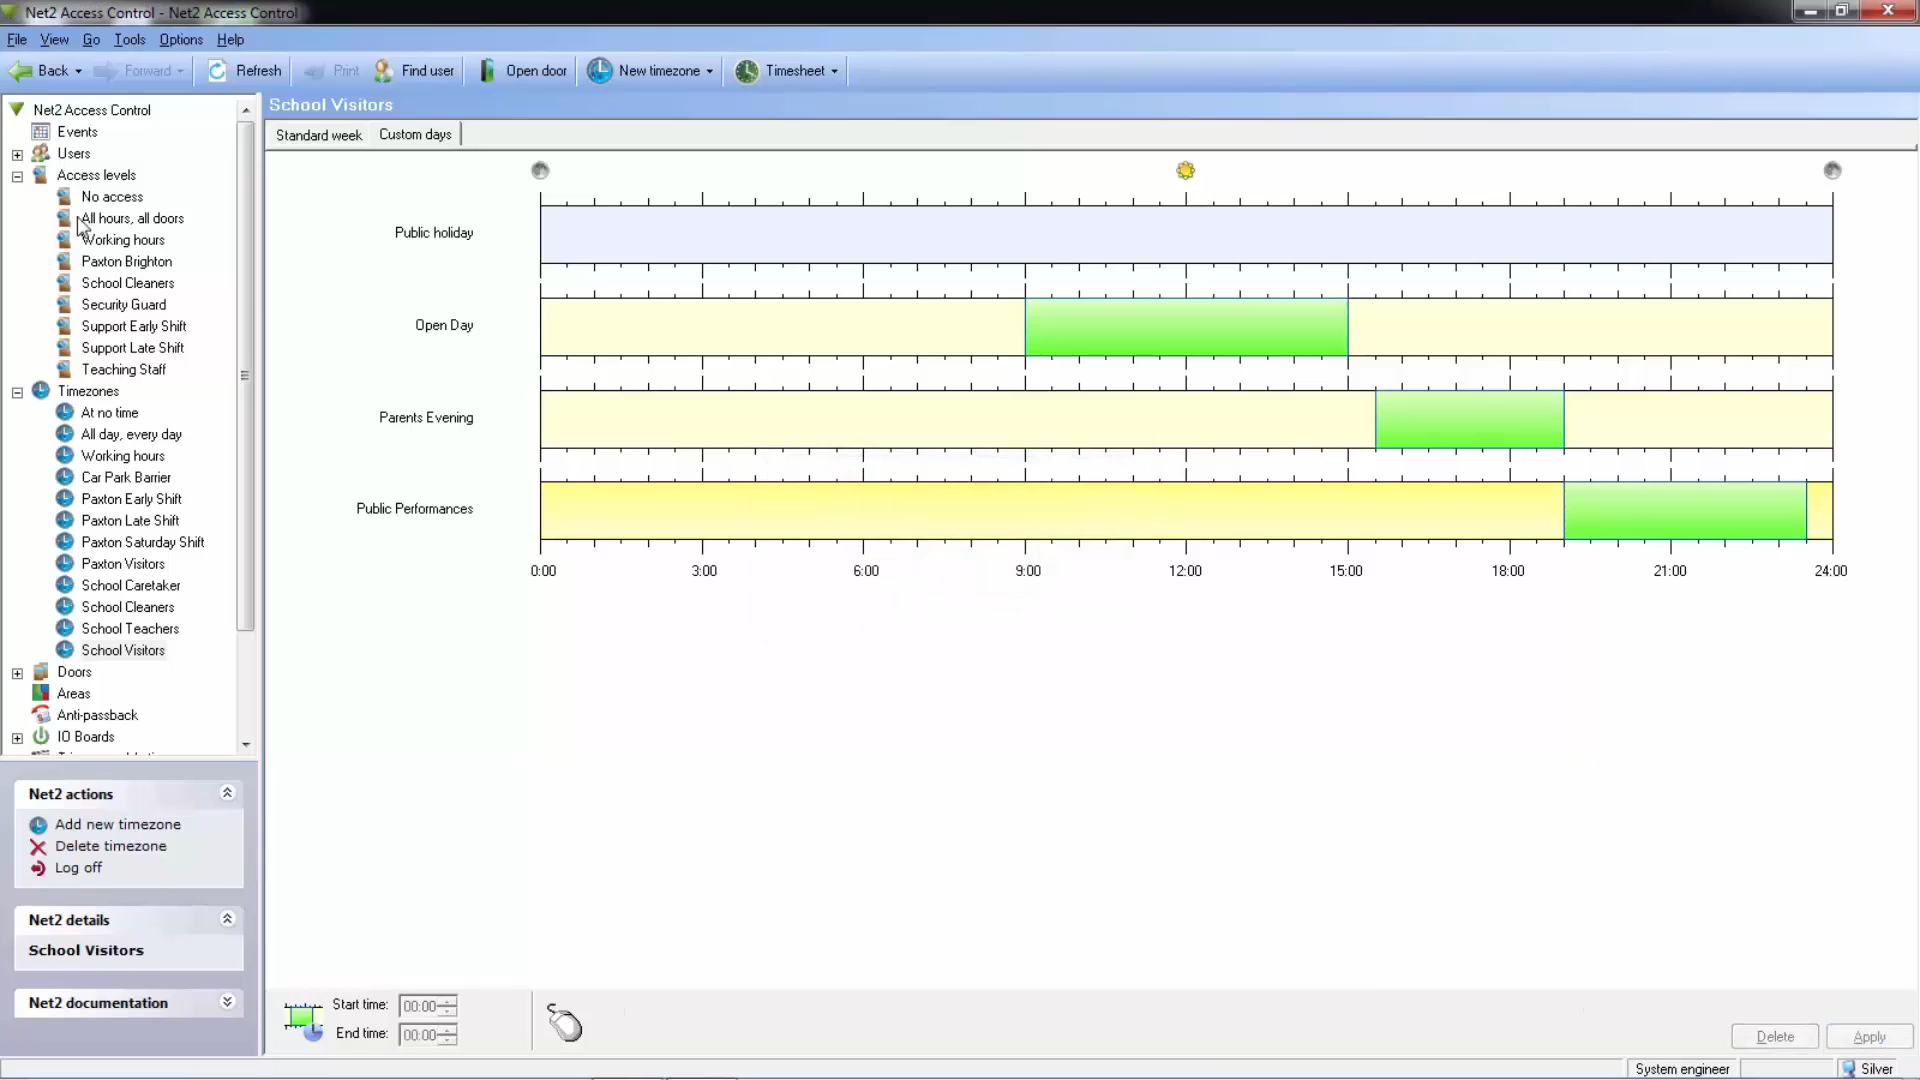 Net2 Access Control - Net2 Access Control
File View Go Tools Options Help
Back Forward Refresh Print Find user Open door New timezone Timesheet
Net2 Access Control
Events
Users
Access levels
No access
All hours, all doors
Working hours
Paxton Brighton
School Cleaners
Security Guard
Support Early Shift
Support Late Shift
Teaching Staff
Timezones
At no time
All day, every day
Working hours
Car Park Barrier
Paxton Early Shift
Paxton Late Shift
Paxton Saturday Shift
Paxton Visitors
School Caretaker
School Cleaners
School Teachers
School Visitors
Doors
Areas
Anti-passback
IO Boards
Net2 actions
Add new timezone
Delete timezone
Log off
Net2 details
School Visitors
Net2 documentation
School Visitors
Standard week Custom days
Public holiday
Open Day
Parents Evening
Public Performances
0:00 3:00 6:00 9:00 12:00 15:00 18:00 21:00 24:00
Start time: 00:00
End time: 00:00
Delete Apply
System engineer Silver